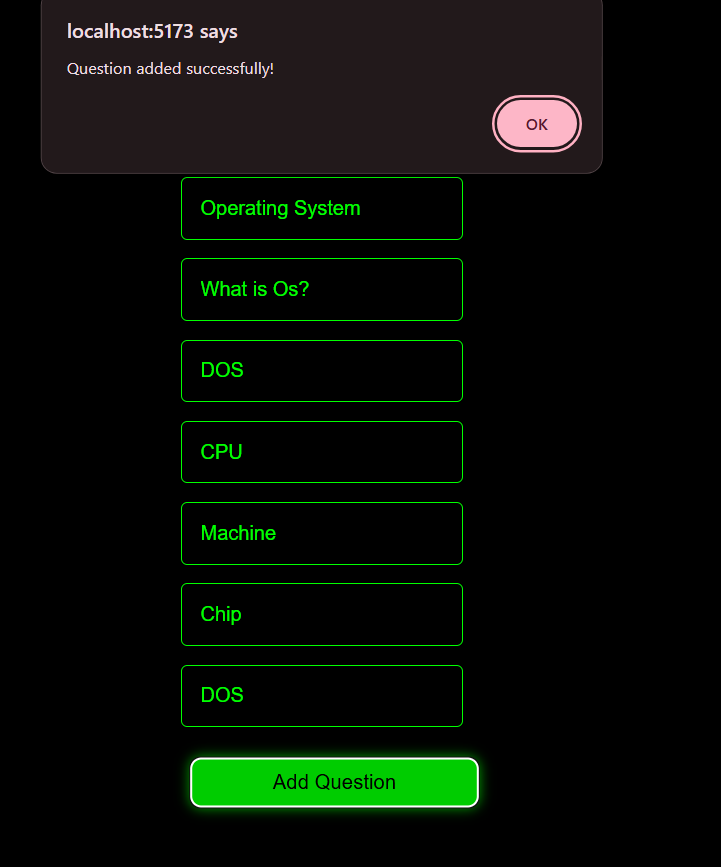 localhost:5173 says
Question added successfully!
OK
Operating System
What is Os?
DOS
CPU
Machine
Chip
DOS
Add Question